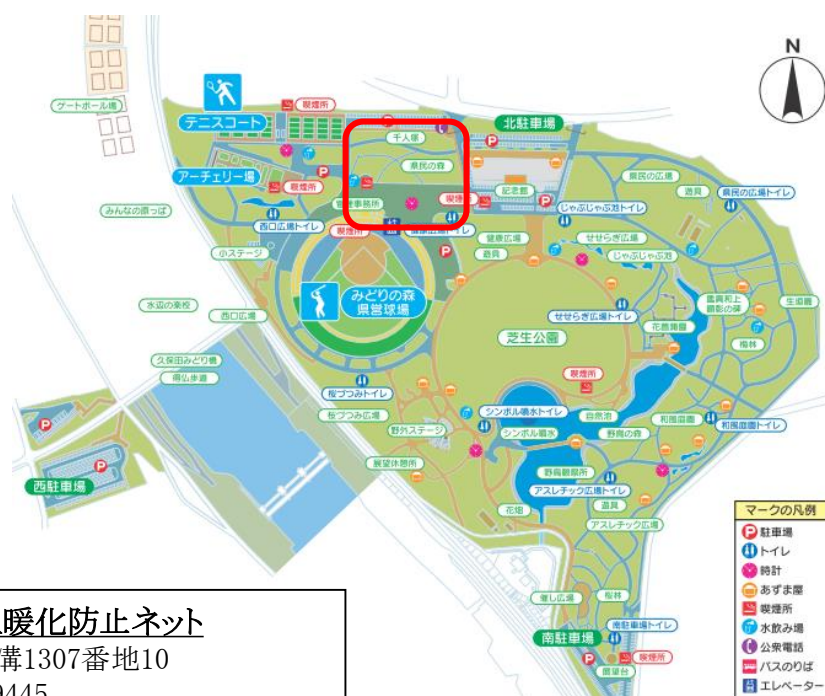 N
喫煙所
ゲートボール場
テニスコート
北駐車場
千人塚
アーチェリー場
県民の森
喫煙所
記念館
県民の広場
遊具
県民の広場トイレ
みんなの原っぱ
管理事務所
喫煙所
じゃぶじゃぶ池トイレ
西口広場トイレ
喫煙所
健康広場トイレ
健康広場
せせらぎ広場
小ステージ
遊具
じゃぶじゃぶ池
みどりの森
県営球場
水辺の楽校
西口広場
せせらぎ広場トイレ
花菖蒲園
鑑真和上
顕彰の碑
生垣園
芝生公園
梅林
久保田みどり橋
得仏歩道
喫煙所
桜づつみトイレ
桜づつみ広場
シンボル噴水トイレ
自然池
和風庭園
和風庭園トイレ
野外ステージ
シンボル噴水
野鳥の森
展望休憩所
野鳥観察所
西駐車場
アスレチック広場トイレ
遊具
花畑
アスレチック広場
催し広場
桜林
南駐車場トイレ
南駐車場
喫煙所
展望台
マークの凡例
駐車場
トイレ
時計
あずま屋
喫煙所
水飲み場
公衆電話
バスのりば
エレベーター
暖化防止ネット
溝1307番地10
9445